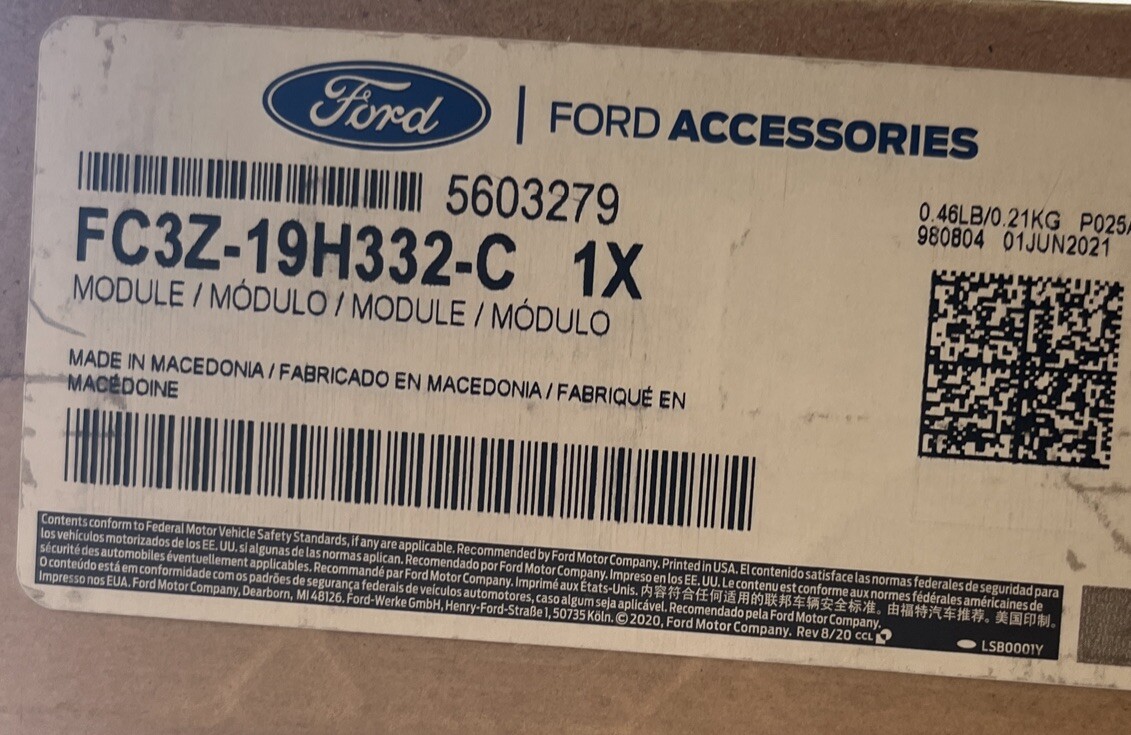 Ford | FORD ACCESSORIES
5603279
FC3Z-19H332-C 1X
MODULE / MÓDULO / MODULE / MÓDULO
0.46LB/0.21KG P025
980804 01JUN2021
MADE IN MACEDONIA / FABRICADO EN MACEDONIA / FABRIQUÉ EN
MACÉDOINE
Contents conform to Federal Motor Vehicle Safety Standards, if any are applicable. Recommended by Ford Motor Company. Printed in USA. El contenido satisface las normas federales de seguridad para
los vehículos motorizados de los EE. UU. si algunas de las normas aplican. Recomendado por Ford Motor Company. Impreso en los EE. UU. Le contenu est conforme aux normes fédérales américaines de
sécurité des automobiles éventuellement applicables. Recommandé par Ford Motor Company. Imprimé aux États-Unis. 内容符合任何适用的联邦车辆安全标准。由福特汽车推荐。美国印制。
O conteúdo está em conformidade com os padrões de segurança federais de veículos automotores, caso algum seja aplicável. Recomendado pela Ford Motor Company.
Impresso nos EUA. Ford Motor Company, Dearborn, MI 48126. Ford-Werke GmbH, Henry-Ford-Straße 1, 50735 Köln. © 2020, Ford Motor Company. Rev 8/20 CCL
LSB0001Y